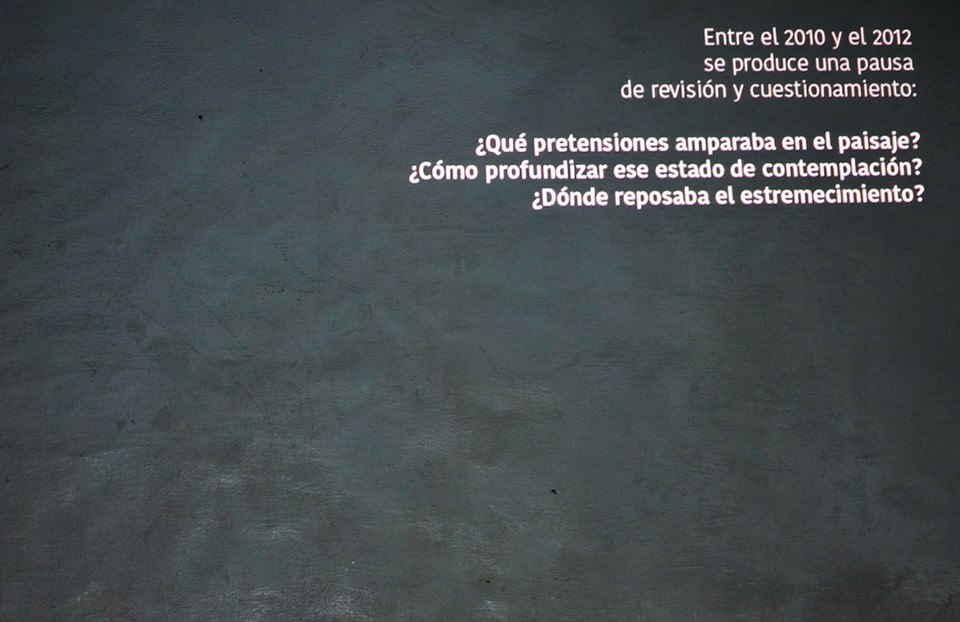 Entre el 2010 y el 2012
se produce una pausa
de revisión y cuestionamiento:
¿Qué pretensiones amparaba en el paisaje?
¿Cómo profundizar ese estado de contemplación?
¿Dónde reposaba el estremecimiento?